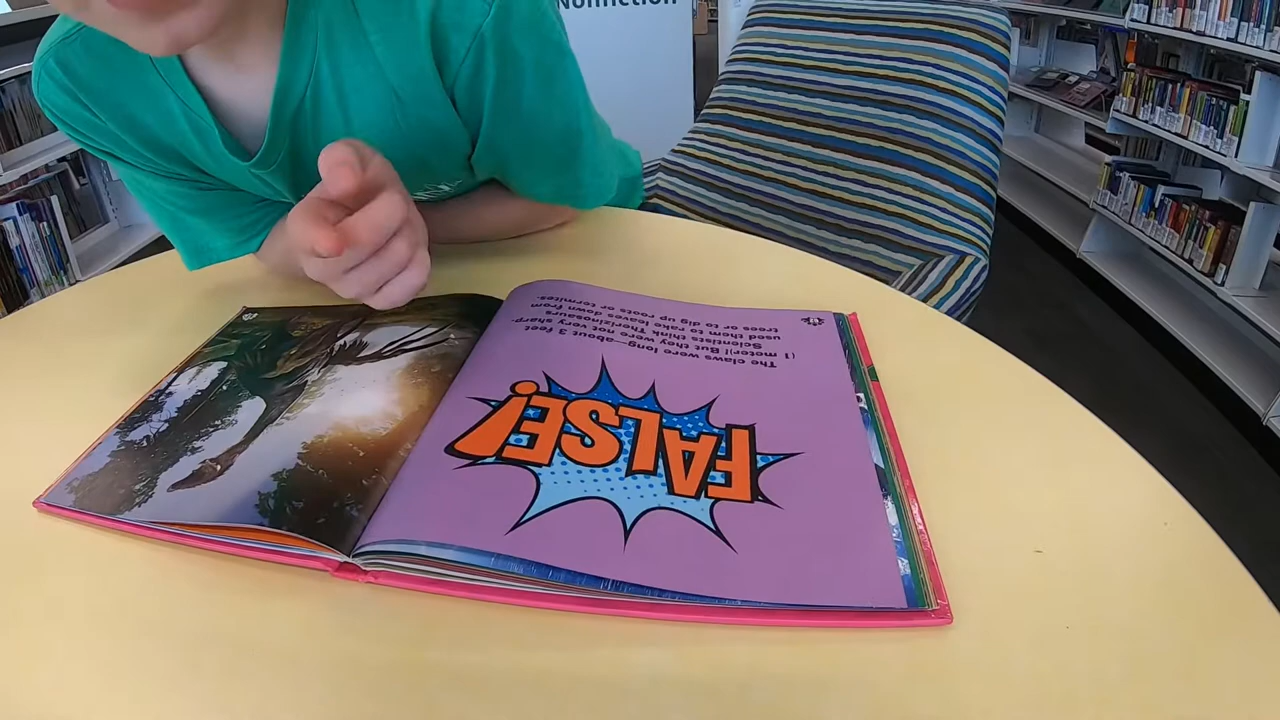 Nonfiction
FALSE!
The claws were long—about 3 feet
(1 meter)! But they were not very sharp.
Scientists think Therizinosaurs
used them to rake leaves down from
trees or to dig up roots or termites.